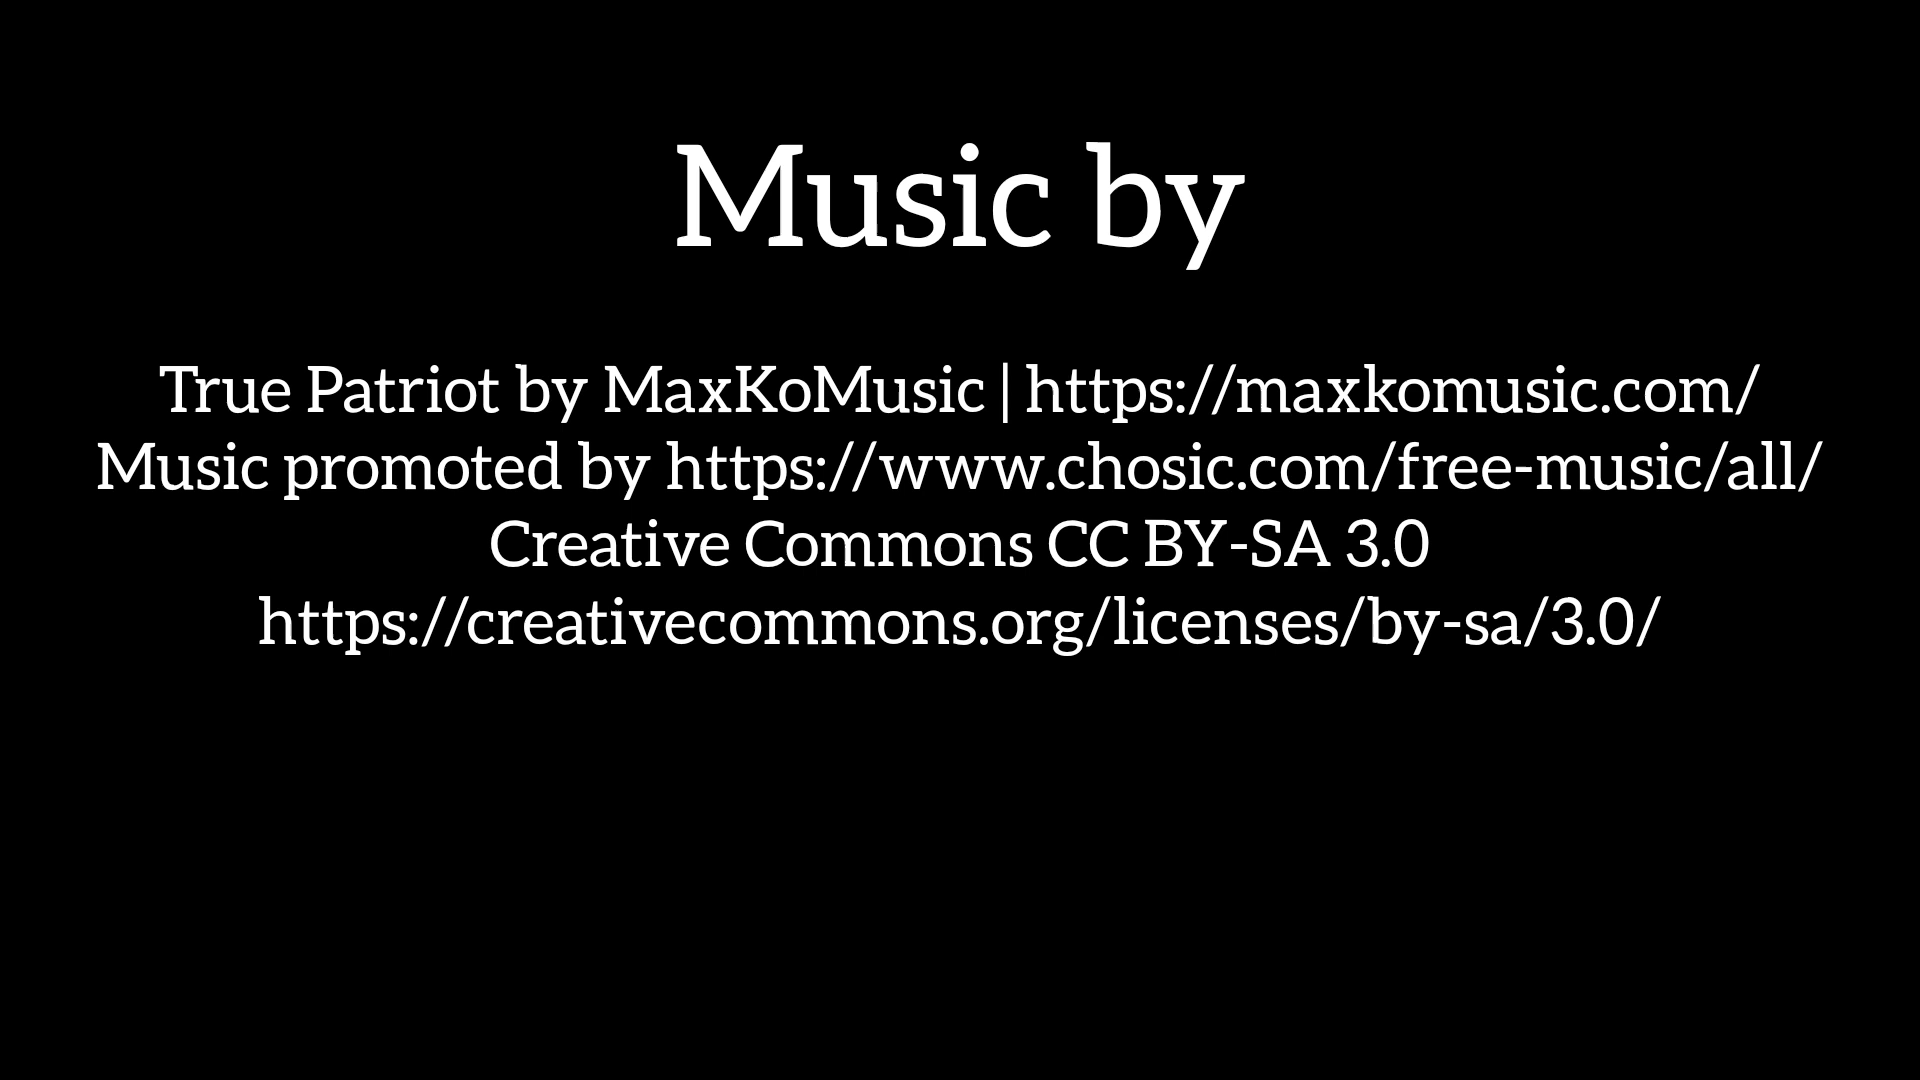 Music by
True Patriot by MaxKoMusic | https://maxkomusic.com/
Music promoted by https://www.chosic.com/free-music/all/
Creative Commons CC BY-SA 3.0
https://creativecommons.org/licenses/by-sa/3.0/